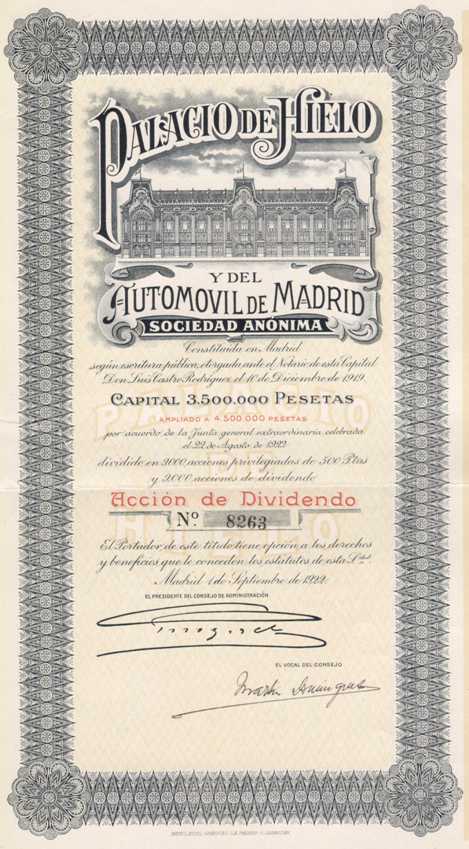 PALACIO DE HIELO
Y DEL
AUTOMOVIL DE MADRID
SOCIEDAD ANÓNIMA
Constituida en Madrid
según escritura pública, otorgada ante el Notario de esta Capital
Don Luis Castro Rodríguez, el 10 de Diciembre de 1919.
CAPITAL 3.500.000 PESETAS
AMPLIADO A 4.500.000 PESETAS
por acuerdo de la Junta general extraordinaria, celebrada
el 22 de Agosto de 1922
dividido en 9000 acciones privilegiadas de 500 Ptas
y 9.000 acciones de dividendo
Acción de Dividendo
Nº 8263
El Portador de este título tiene opción a los derechos
y beneficios que le conceden los estatutos de esta Sdad.
Madrid 1 de Septiembre de 1922.
EL PRESIDENTE DEL CONSEJO DE ADMINISTRACIÓN
EL VOCAL DEL CONSEJO